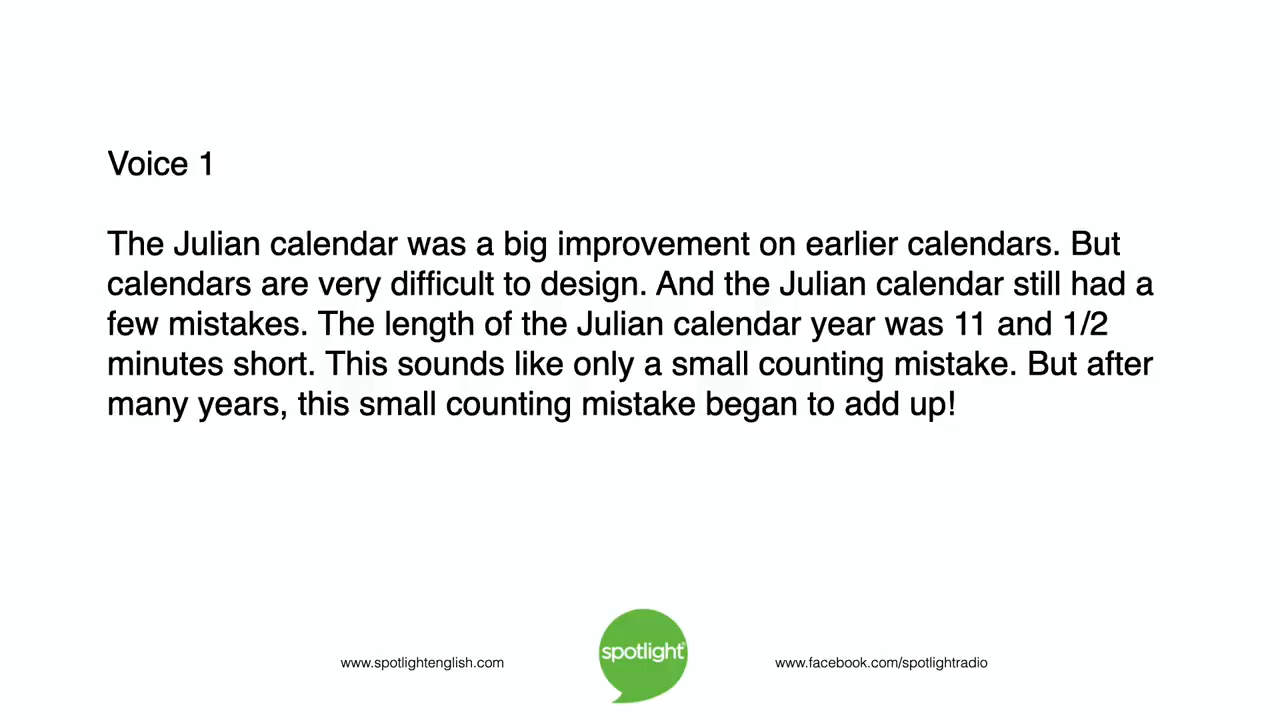 Voice 1
The Julian calendar was a big improvement on earlier calendars. But
calendars are very difficult to design. And the Julian calendar still had a
few mistakes. The length of the Julian calendar year was 11 and 1/2
minutes short. This sounds like only a small counting mistake. But after
many years, this small counting mistake began to add up!
spotlight
www.spotlightenglish.com
www.facebook.com/spotlightradio